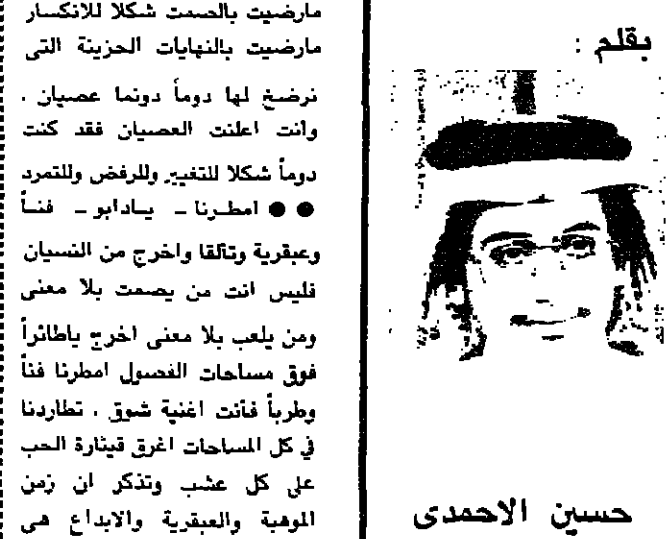 بقلم :
حسين الاحمدى
مارضيت بالصمت شكلا للانكسار
مارضيت بالنهايات الحزينة التى
نرضخ لها دوماً دونما عصيان .
وأنت اعلنت العصيان فقد كنت
دوماً شكلا للتغيير وللرفض وللتمرد
●● امطرنا ـ يادابو ـ فناً
وعبقرية وتألقا واخرج من النسيان
فليس انت من يصمت بلا معنى
ومن يلعب بلا معنى اخرج ياطائراً
فوق مساحات الفصول امطرنا فناً
وطرباً فأنت اغنية شوق . تطاردنا
في كل المساحات اغرق قيثارة الحب
على كل عشب وتذكر ان زمن
الموهبة والعبقرية والابداع هى